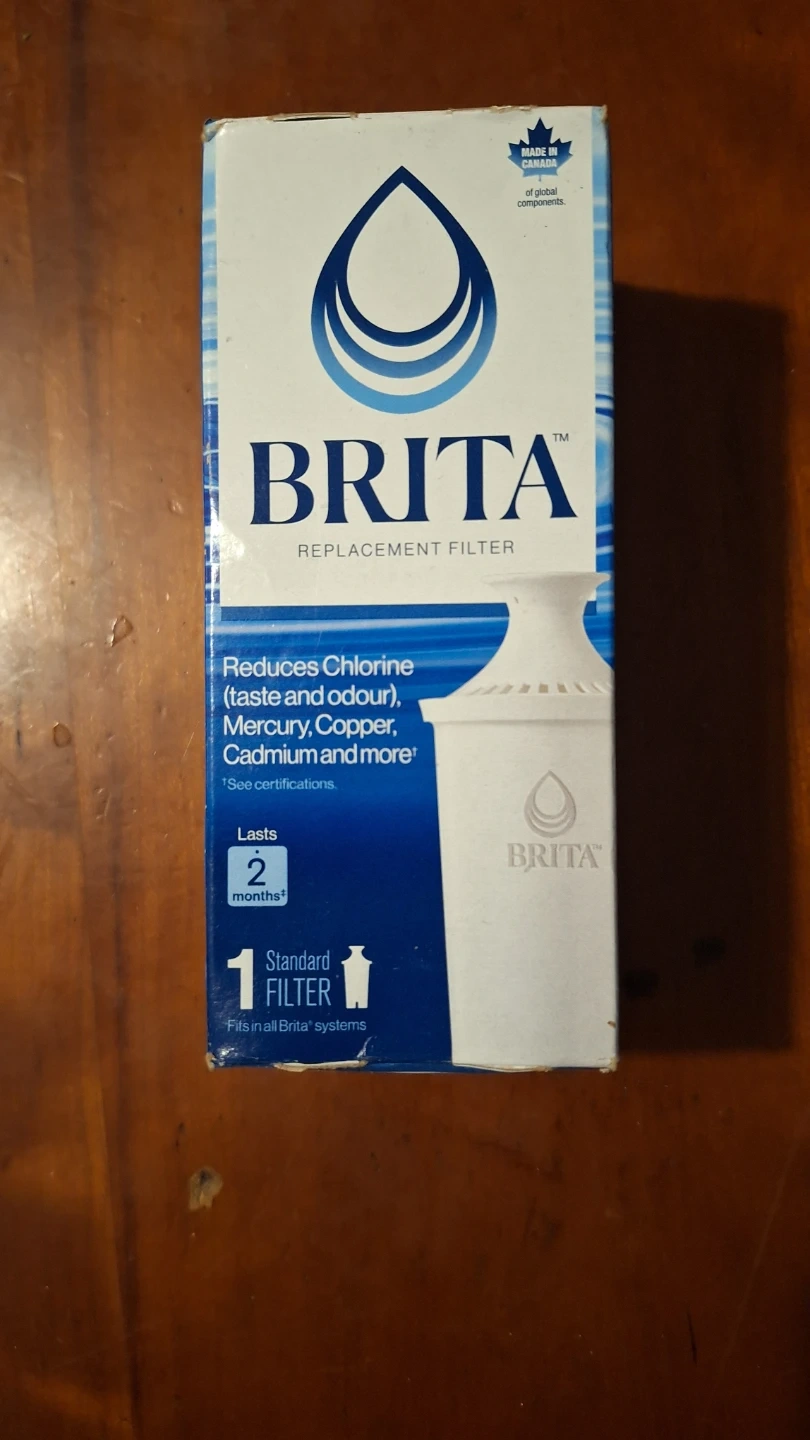 MADE IN
CANADA
of global
components.
BRITA™
REPLACEMENT FILTER
Reduces Chlorine
(taste and odour),
Mercury, Copper,
Cadmium and more†
†See certifications.
Lasts
2
months‡
1 Standard
FILTER
Fits in all Brita® systems
BRITA™